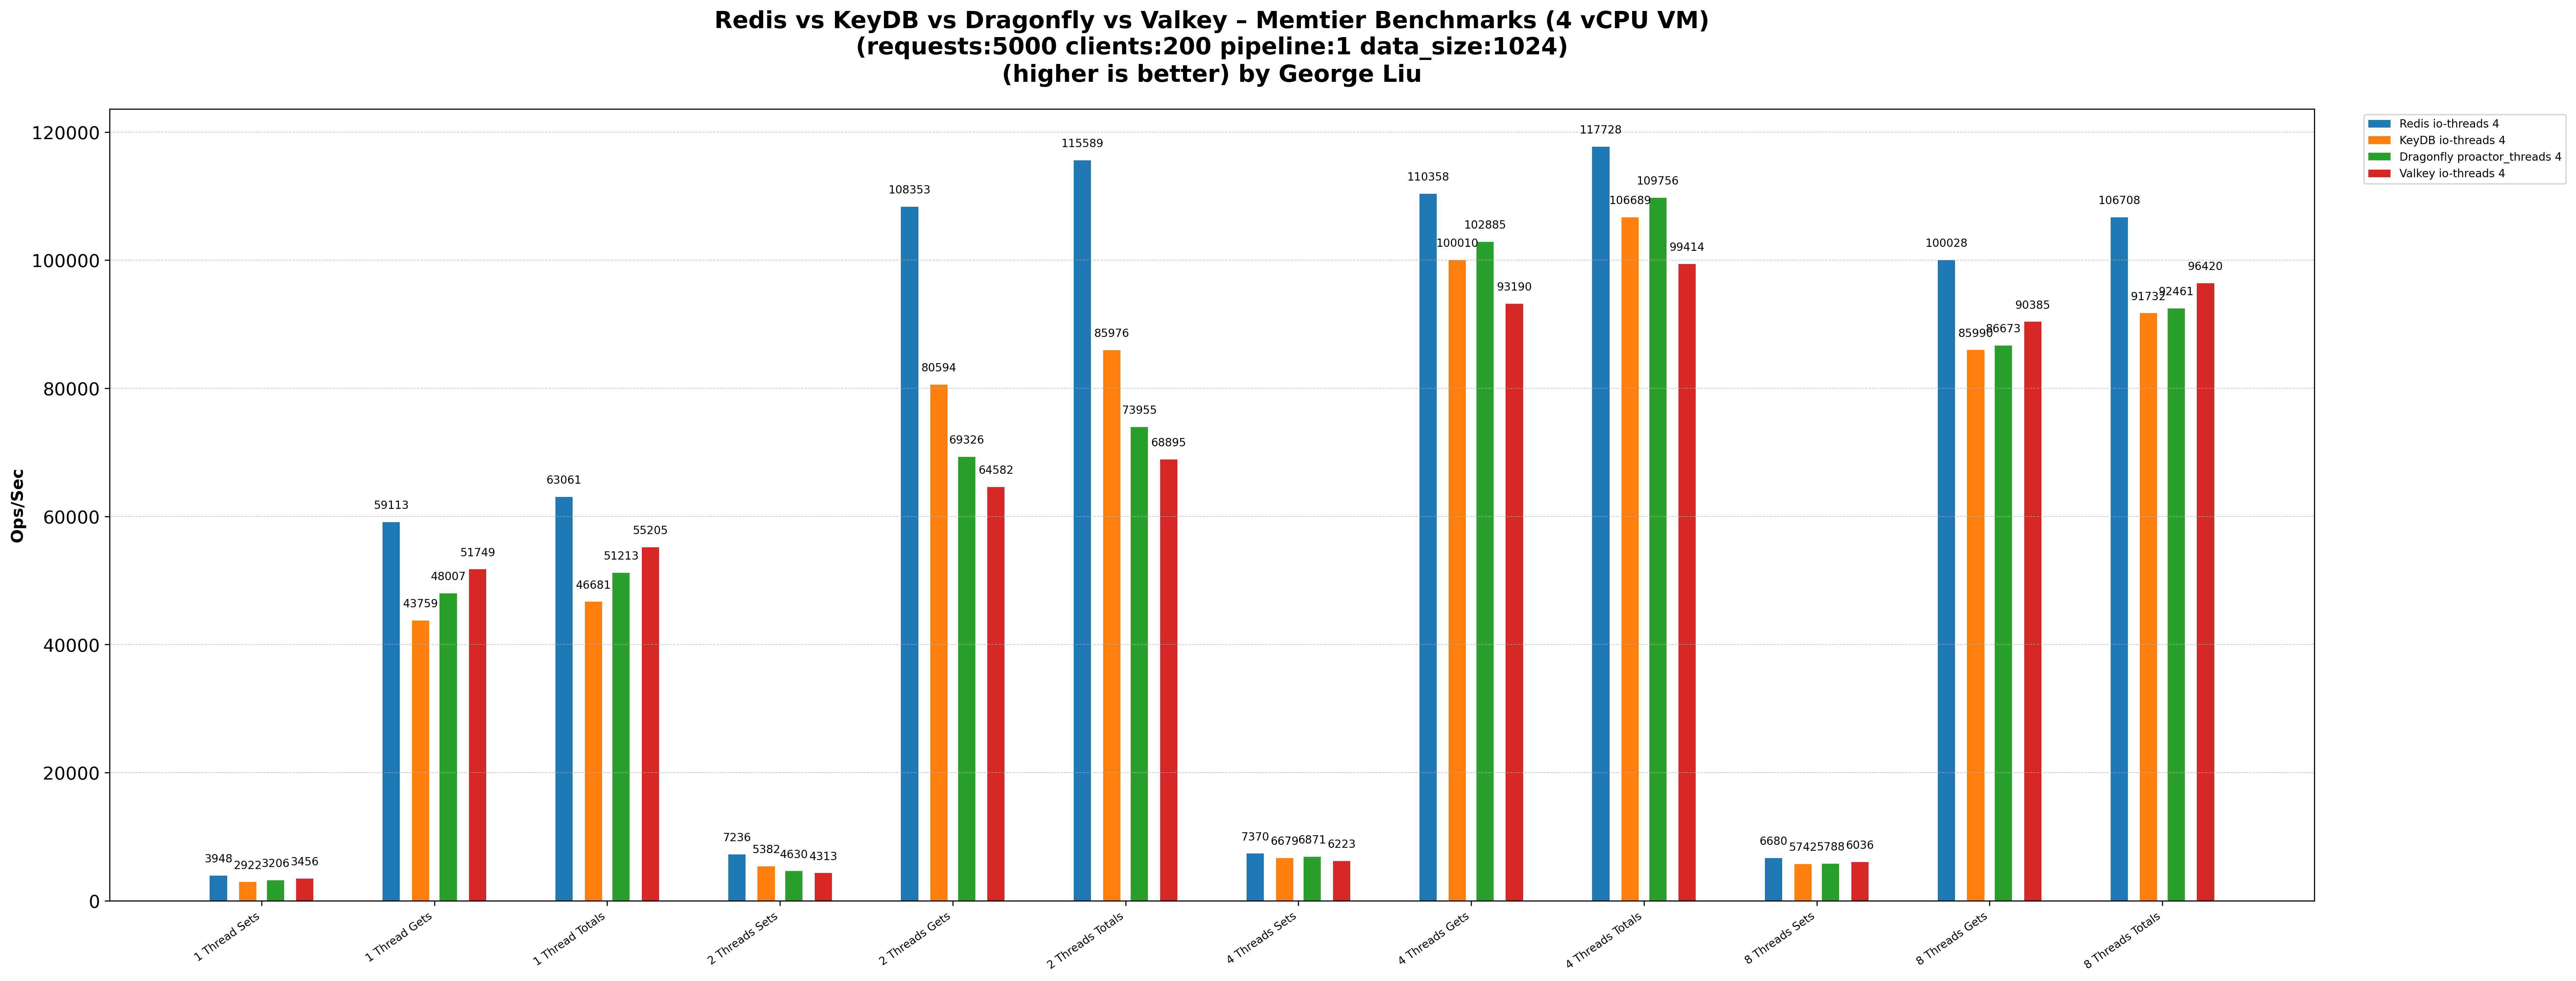 Redis vs KeyDB vs Dragonfly vs Valkey – Memtier Benchmarks (4 vCPU VM)
(requests:5000 clients:200 pipeline:1 data_size:1024)
(higher is better) by George Liu
Redis io-threads 4
KeyDB io-threads 4
Dragonfly proactor_threads 4
Valkey io-threads 4
Ops/Sec
120000
100000
80000
60000
40000
20000
0
3948
2922
3206
3456
59113
43759
48007
51749
63061
46681
51213
55205
7236
5382
4630
4313
108353
80594
69326
64582
115589
85976
73955
68895
7370
6679
6871
6223
110358
100010
102885
93190
117728
106689
109756
99414
6680
5742
5788
6036
100028
85990
86673
90385
106708
91732
92461
96420
1 Thread Sets
1 Thread Gets
1 Thread Totals
2 Threads Sets
2 Threads Gets
2 Threads Totals
4 Threads Sets
4 Threads Gets
4 Threads Totals
8 Threads Sets
8 Threads Gets
8 Threads Totals